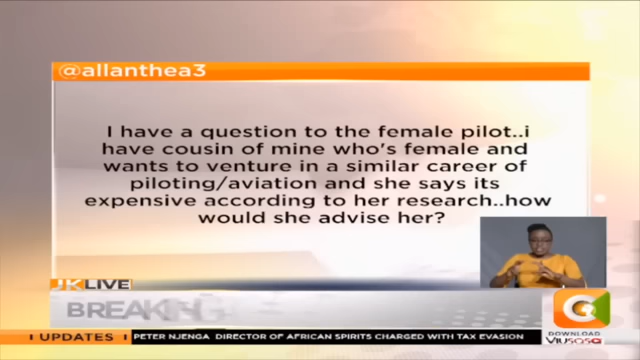 @allanthea3
I have a question to the female pilot..i
have cousin of mine who's female and
wants to venture in a similar career of
piloting/aviation and she says its
expensive according to her research..how
would she advise her?
JKLIVE
BREAKING
UPDATES
PETER NJENGA DIRECTOR OF AFRICAN SPIRITS CHARGED WITH TAX EVASION
DOWNLOAD
VIUSASA